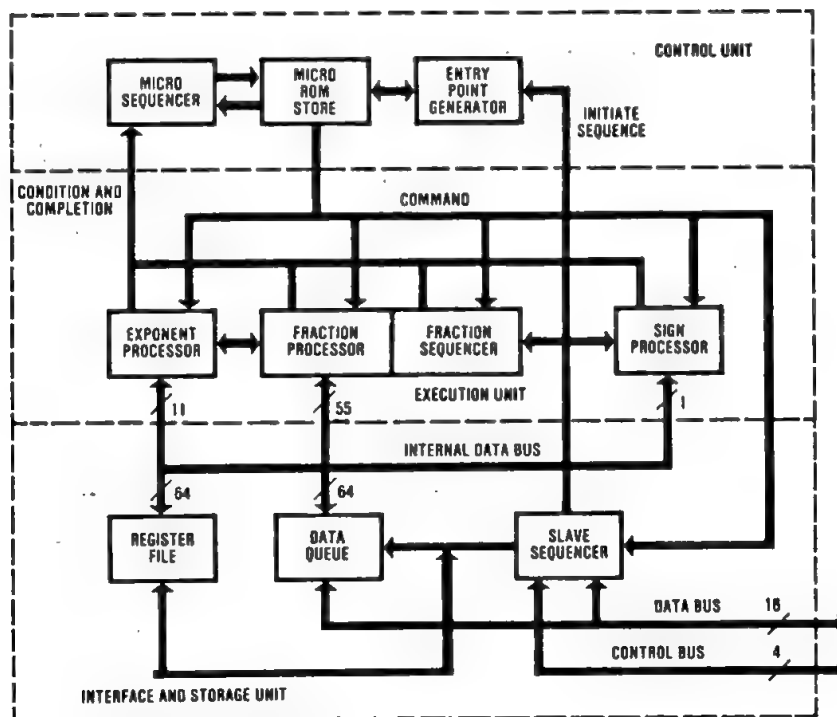 CONTROL UNIT
MICRO
SEQUENCER
MICRO
ROM
STORE
ENTRY
POINT
GENERATOR
INITIATE
SEQUENCE
CONDITION AND
COMPLETION
COMMAND
EXPONENT
PROCESSOR
FRACTION
PROCESSOR
FRACTION
SEQUENCER
SIGN
PROCESSOR
EXECUTION UNIT
11
55
1
INTERNAL DATA BUS
64
64
REGISTER
FILE
DATA
QUEUE
SLAVE
SEQUENCER
DATA BUS
16
CONTROL BUS
4
INTERFACE AND STORAGE UNIT